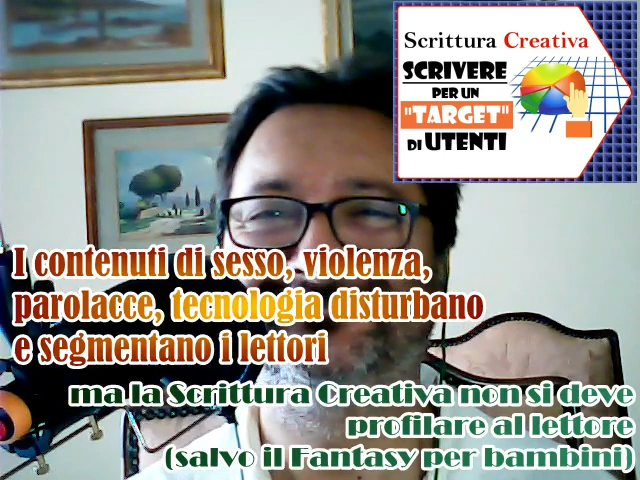 Scrittura Creativa
SCRIVERE
PER UN
"TARGET"
DI UTENTI
I contenuti di sesso, violenza,
parolacce, tecnologia disturbano
e segmentano i lettori
ma la Scrittura Creativa non si deve
profilare al lettore
(salvo il Fantasy per bambini)